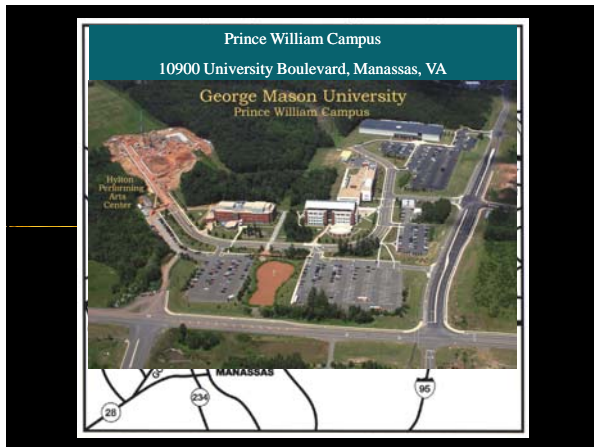 Prince William Campus
10900 University Boulevard, Manassas, VA
George Mason University
Prince William Campus
Hylton
Performing
Arts
Center
MANASSAS
28
234
95